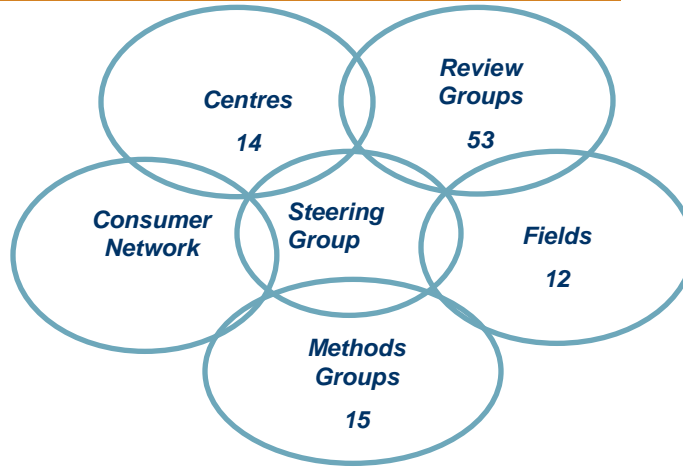 Centres
14
Review
Groups
53
Consumer
Network
Steering
Group
Fields
12
Methods
Groups
15